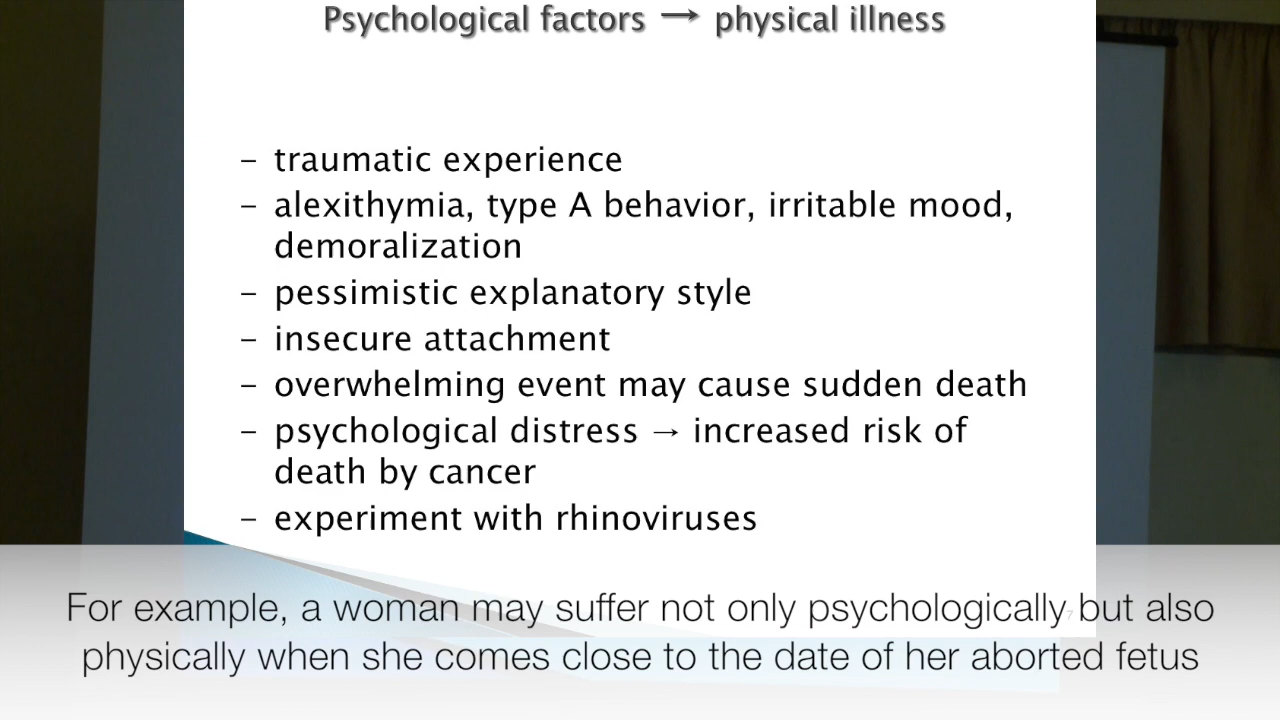 Psychological factors → physical illness
– traumatic experience
– alexithymia, type A behavior, irritable mood,
demoralization
– pessimistic explanatory style
– insecure attachment
– overwhelming event may cause sudden death
– psychological distress → increased risk of
death by cancer
– experiment with rhinoviruses
7
For example, a woman may suffer not only psychologically but also
physically when she comes close to the date of her aborted fetus